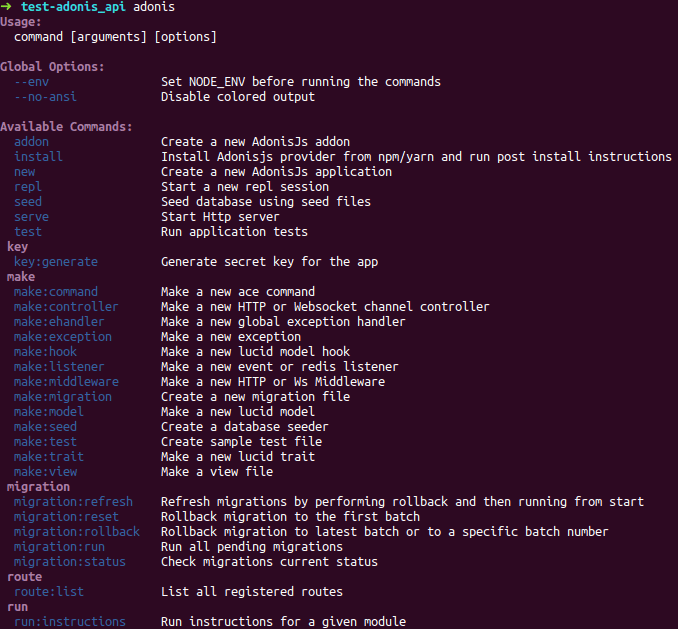 ➜ test-adonis_api adonis
Usage:
  command [arguments] [options]

Global Options:
  --env                Set NODE_ENV before running the commands
  --no-ansi            Disable colored output

Available Commands:
  addon                Create a new AdonisJs addon
  install              Install Adonisjs provider from npm/yarn and run post install instructions
  new                  Create a new AdonisJs application
  repl                 Start a new repl session
  seed                 Seed database using seed files
  serve                Start Http server
  test                 Run application tests
 key
  key:generate         Generate secret key for the app
 make
  make:command         Make a new ace command
  make:controller      Make a new HTTP or Websocket channel controller
  make:ehandler        Make a new global exception handler
  make:exception       Make a new exception
  make:hook            Make a new lucid model hook
  make:listener        Make a new event or redis listener
  make:middleware      Make a new HTTP or Ws Middleware
  make:migration       Create a new migration file
  make:model           Make a new lucid model
  make:seed            Create a database seeder
  make:test            Create sample test file
  make:trait           Make a new lucid trait
  make:view            Make a view file
 migration
  migration:refresh    Refresh migrations by performing rollback and then running from start
  migration:reset      Rollback migration to the first batch
  migration:rollback   Rollback migration to latest batch or to a specific batch number
  migration:run        Run all pending migrations
  migration:status     Check migrations current status
 route
  route:list           List all registered routes
 run
  run:instructions     Run instructions for a given module